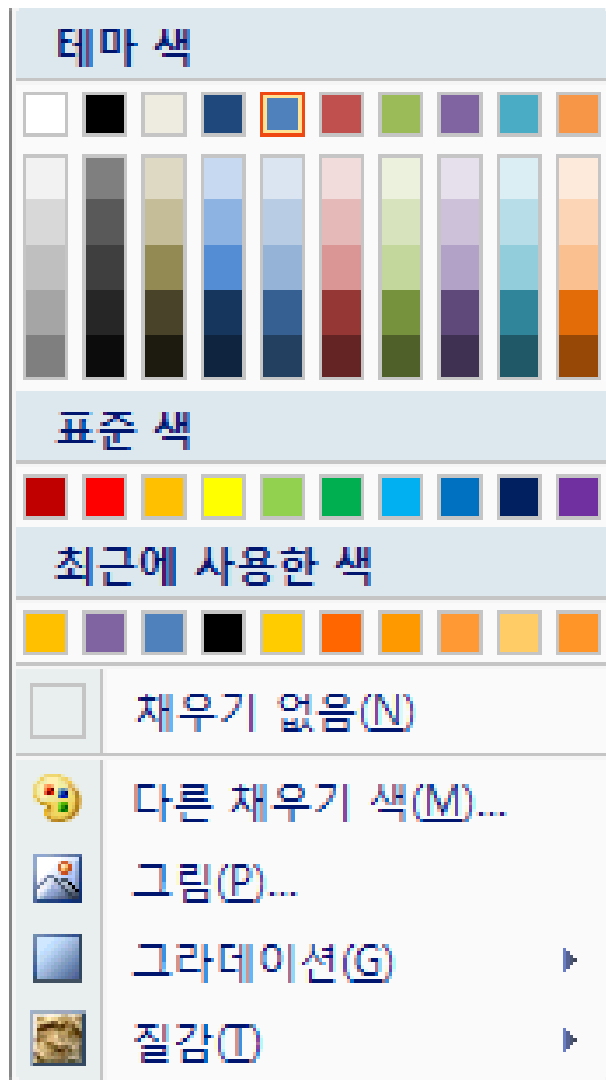 테마 색
표준 색
최근에 사용한 색
채우기 없음(N)
다른 채우기 색(M)...
그림(P)...
그라데이션(G)
질감(T)